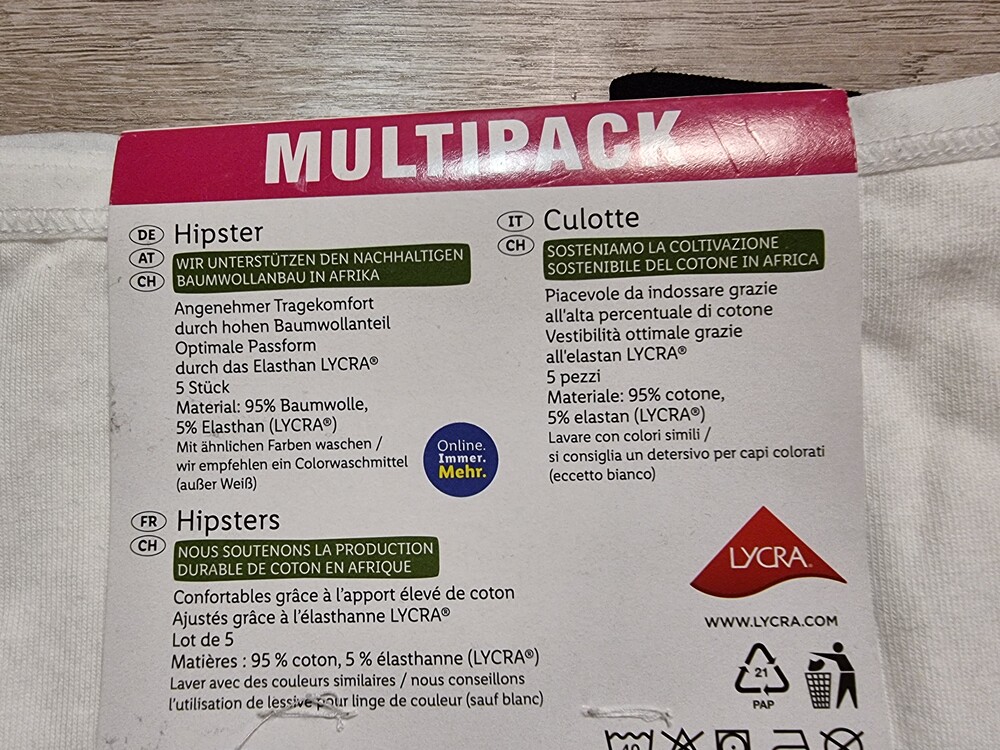 MULTIPACK
DE
AT
CH
Hipster
WIR UNTERSTÜTZEN DEN NACHHALTIGEN
BAUMWOLLANBAU IN AFRIKA
Angenehmer Tragekomfort
durch hohen Baumwollanteil
Optimale Passform
durch das Elasthan LYCRA®
5 Stück
Material: 95% Baumwolle,
5% Elasthan (LYCRA®)
Mit ähnlichen Farben waschen /
wir empfehlen ein Colorwaschmittel
(außer Weiß)
Online.
Immer.
Mehr.
FR
CH
Hipsters
NOUS SOUTENONS LA PRODUCTION
DURABLE DE COTON EN AFRIQUE
Confortables grâce à l'apport élevé de coton
Ajustés grâce à l'élasthanne LYCRA®
Lot de 5
Matières : 95 % coton, 5 % élasthanne (LYCRA®)
Laver avec des couleurs similaires / nous conseillons
l'utilisation de lessive pour linge de couleur (sauf blanc)
IT
CH
Culotte
SOSTENIAMO LA COLTIVAZIONE
SOSTENIBILE DEL COTONE IN AFRICA
Piacevole da indossare grazie
all'alta percentuale di cotone
Vestibilità ottimale grazie
all'elastan LYCRA®
5 pezzi
Materiale: 95% cotone,
5% elastan (LYCRA®)
Lavare con colori simili /
si consiglia un detersivo per capi colorati
(eccetto bianco)
LYCRA®
WWW.LYCRA.COM
21
PAP
40